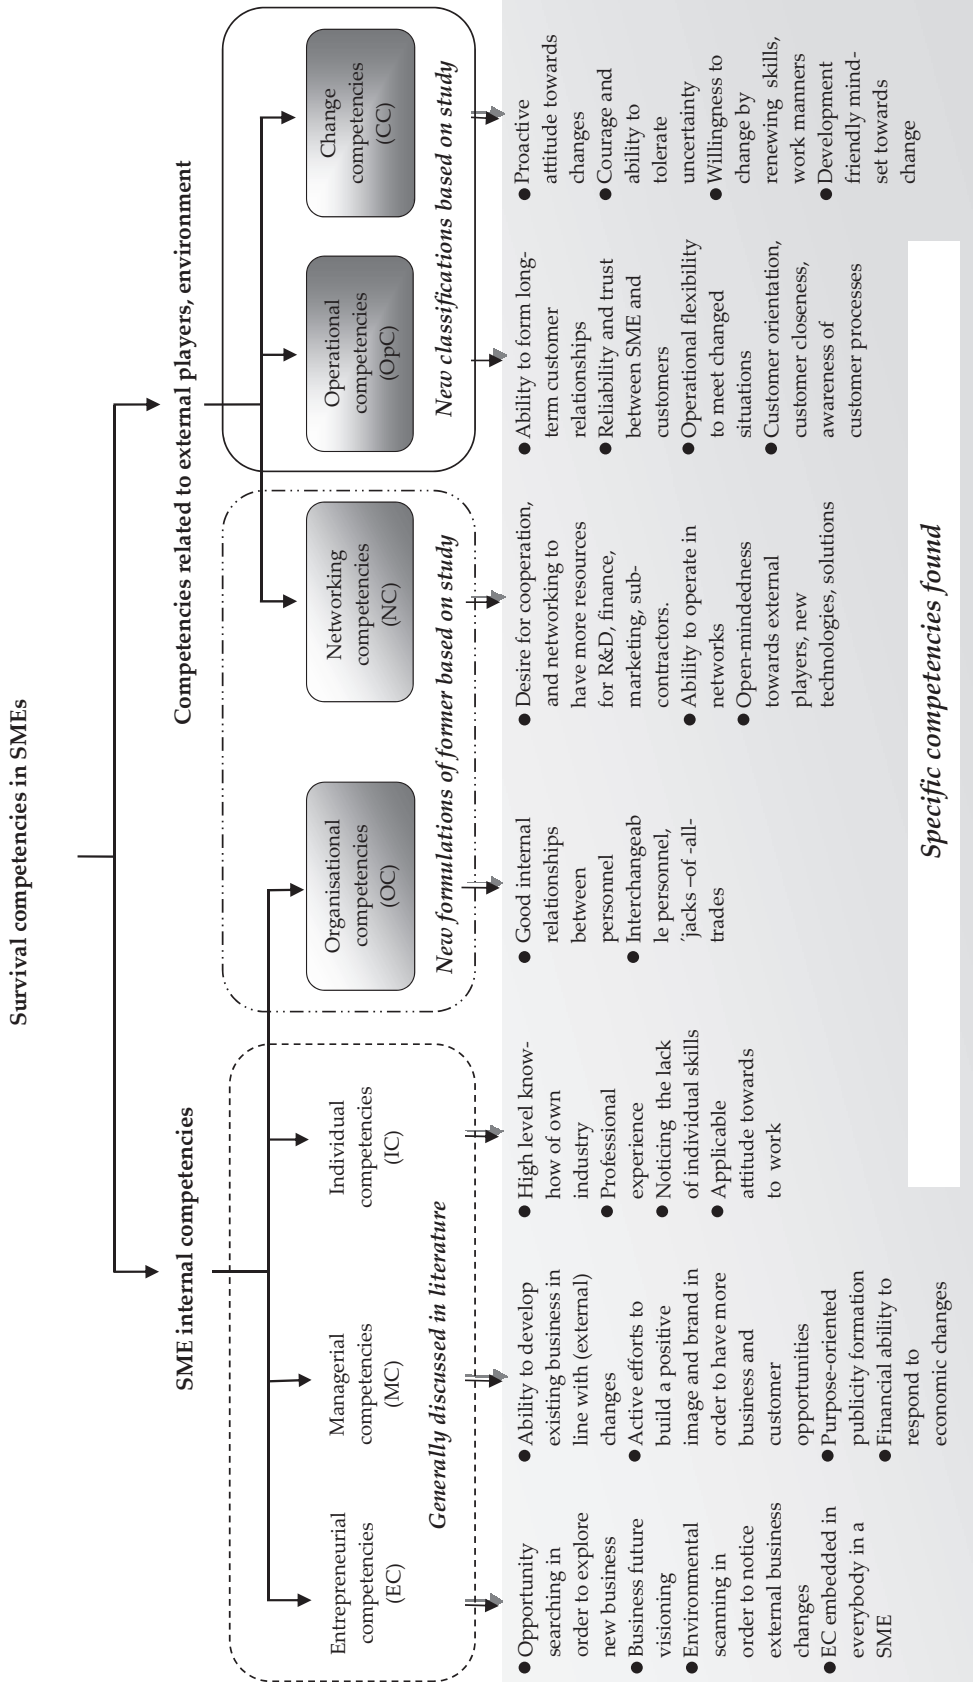 Survival competencies in SMEs
SME internal competencies
Competencies related to external players, environment
Entrepreneurial
competencies
(EC)
Managerial
competencies
(MC)
Individual
competencies
(IC)
Organisational
competencies
(OC)
Networking
competencies
(NC)
Operational
competencies
(OpC)
Change
competencies
(CC)
Generally discussed in literature
New formulations of former based on study
New classifications based on study
● Opportunity
searching in
order to explore
new business
● Business future
visioning
● Environmental
scanning in
order to notice
external business
changes
● EC embedded in
everybody in a
SME
● Ability to develop
existing business in
line with (external)
changes
● Active efforts to
build a positive
image and brand in
order to have more
business and
customer
opportunities
● Purpose-oriented
publicity formation
● Financial ability to
respond to
economic changes
● High level know-
how of own
industry
● Professional
experience
● Noticing the lack
of individual skills
● Applicable
attitude towards
to work
● Good internal
relationships
between
personnel
● Interchangeab
le personnel,
´jacks –of -all-
trades
● Desire for cooperation,
and networking to
have more resources
for R&D, finance,
marketing, sub-
contractors.
● Ability to operate in
networks
● Open-mindedness
towards external
players, new
technologies, solutions
● Ability to form long-
term customer
relationships
● Reliability and trust
between SME and
customers
● Operational flexibility
to meet changed
situations
● Customer orientation,
customer closeness,
awareness of
customer processes
● Proactive
attitude towards
changes
● Courage and
ability to
tolerate
uncertainty
● Willingness to
change by
renewing skills,
work manners
● Development
friendly mind-
set towards
change
Specific competencies found